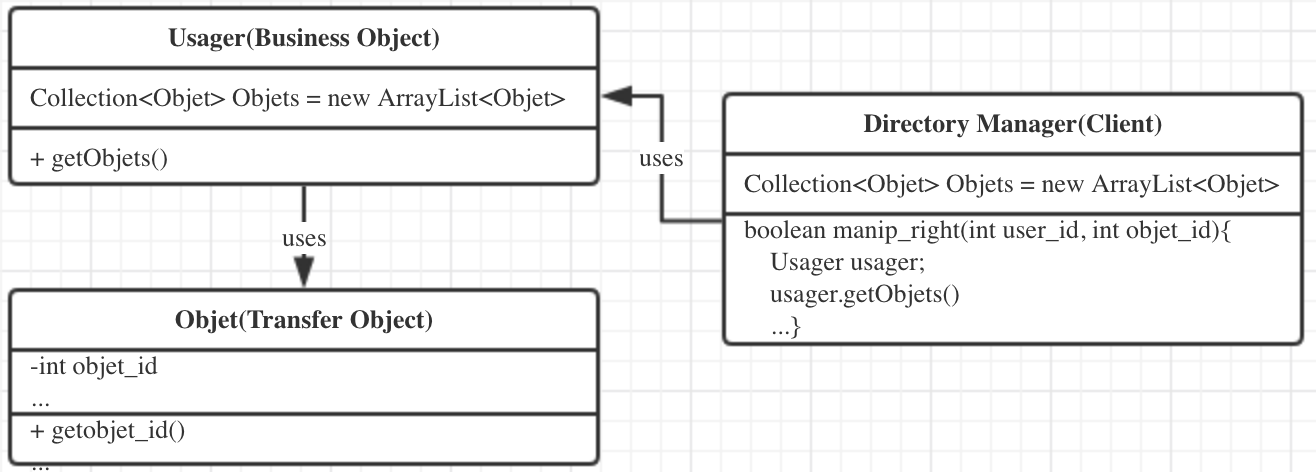 Usager(Business Object)
Collection<Objet> Objets = new ArrayList<Objet>
+ getObjets()
uses
Objet(Transfer Object)
-int objet_id
...
+ getobjet_id()
...
uses
Directory Manager(Client)
Collection<Objet> Objets = new ArrayList<Objet>
boolean manip_right(int user_id, int objet_id){
Usager usager;
usager.getObjets()
...}